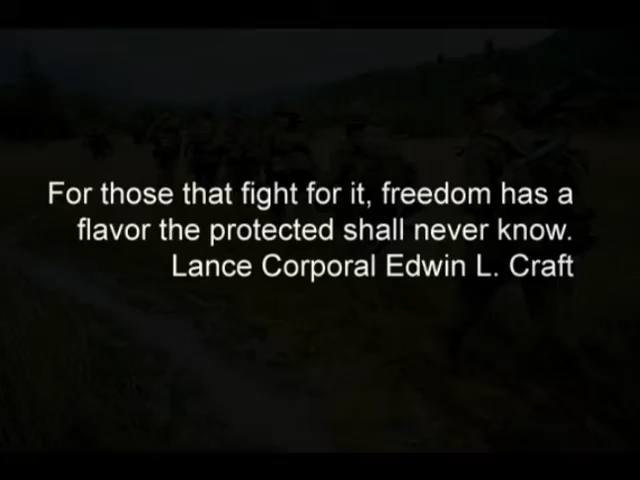 For those that fight for it, freedom has a
flavor the protected shall never know.
Lance Corporal Edwin L. Craft